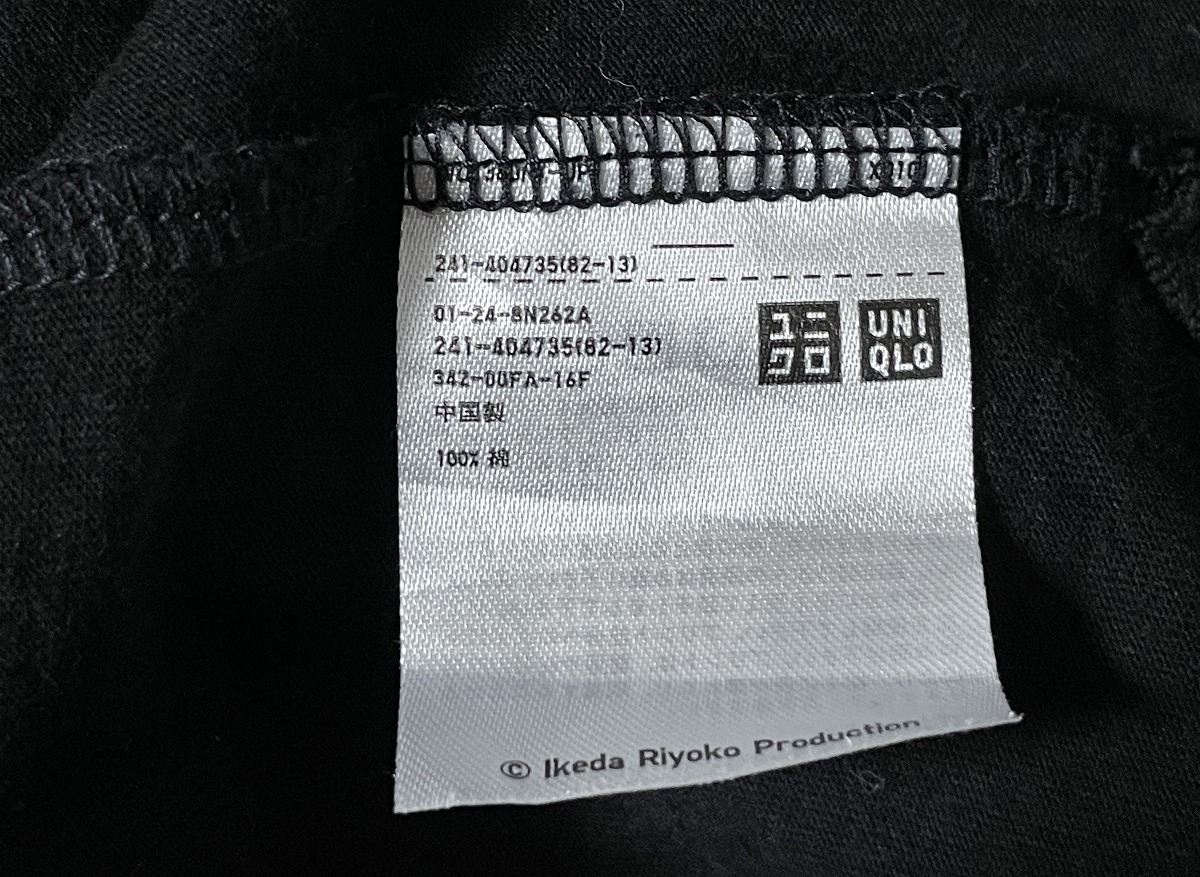 241-404735(82-13)
01-24-8N262A
241-404735(82-13)
342-00FA-16F
中国製
100% 綿
ユニ
クロ
UNI
QLO
© Ikeda Riyoko Production